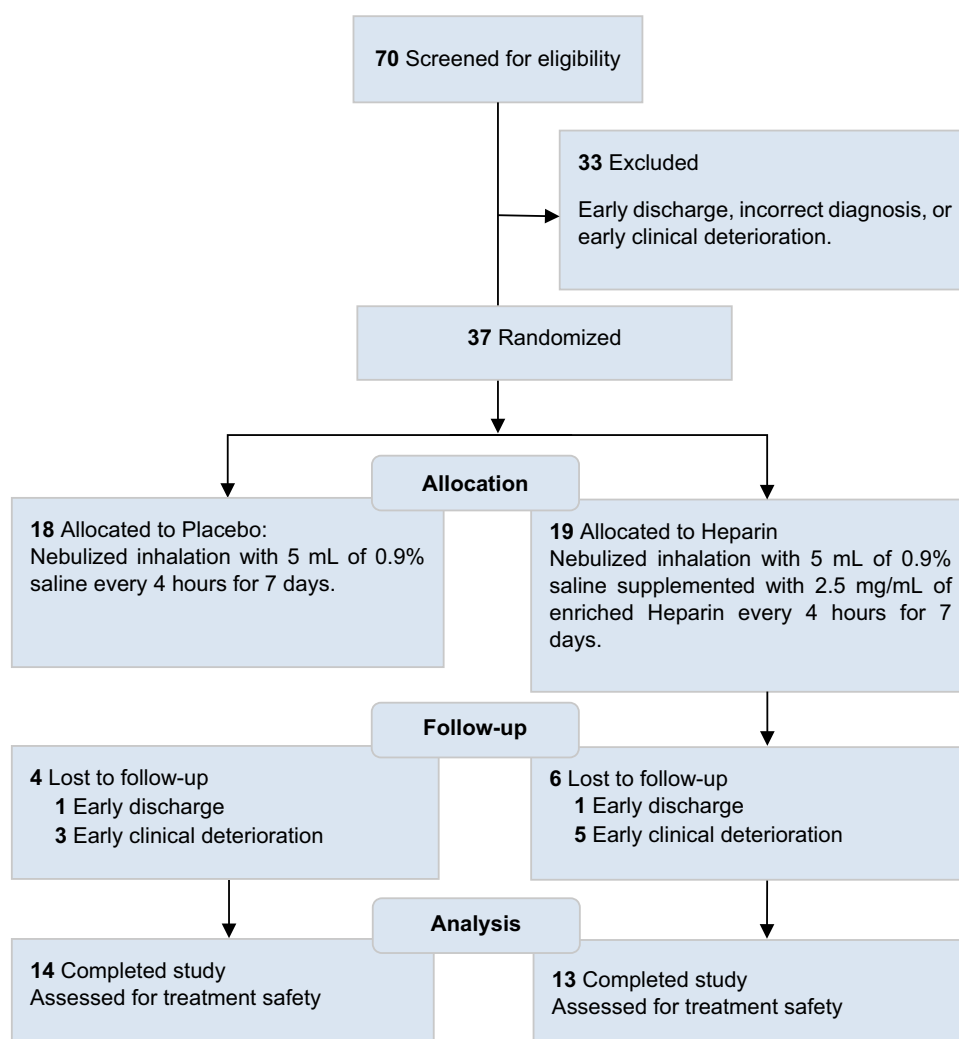 70 Screened for eligibility
33 Excluded
Early discharge, incorrect diagnosis, or
early clinical deterioration.
37 Randomized
Allocation
18 Allocated to Placebo:
Nebulized inhalation with 5 mL of 0.9%
saline every 4 hours for 7 days.
19 Allocated to Heparin
Nebulized inhalation with 5 mL of 0.9%
saline supplemented with 2.5 mg/mL of
enriched Heparin every 4 hours for 7
days.
Follow-up
4 Lost to follow-up
1 Early discharge
3 Early clinical deterioration
6 Lost to follow-up
1 Early discharge
5 Early clinical deterioration
Analysis
14 Completed study
Assessed for treatment safety
13 Completed study
Assessed for treatment safety